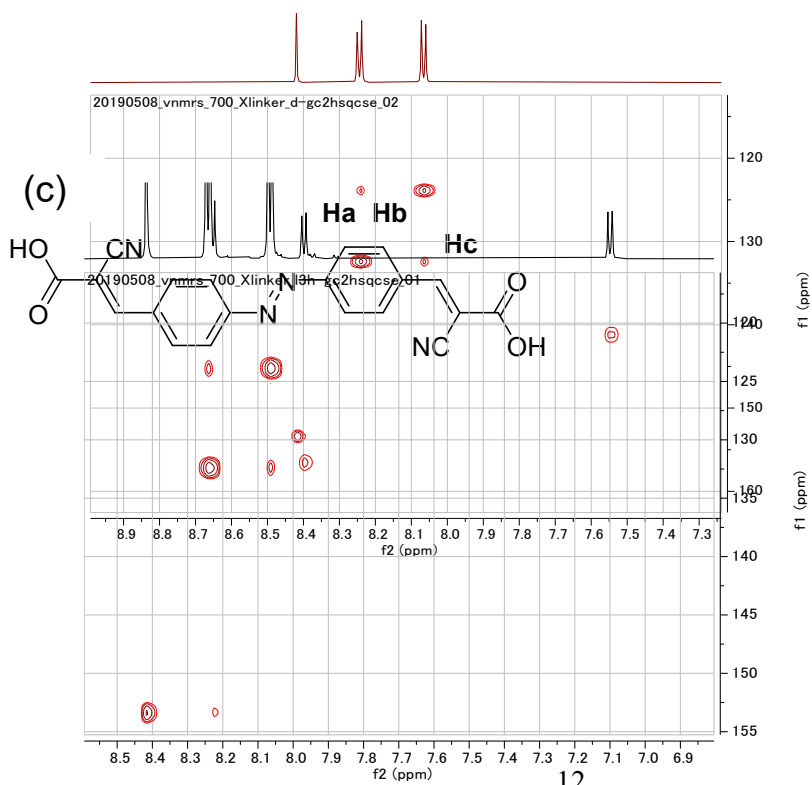 20190508_vnmrs_700_Xlinker_d-gc2hsqcse_02
120
(c)
Ha Hb
130
Hc
HO
CN
O
N
N
O
NC
OH
f1 (ppm)
120
140
125
150
130
160
135
f1 (ppm)
8.9 8.8 8.7 8.6 8.5 8.4 8.3 8.2 8.1 8.0 7.9 7.8 7.7 7.6 7.5 7.4 7.3
f2 (ppm)
140
145
150
155
8.5 8.4 8.3 8.2 8.1 8.0 7.9 7.8 7.7 7.6 7.5 7.4 7.3 7.2 7.1 7.0 6.9
f2 (ppm)
12